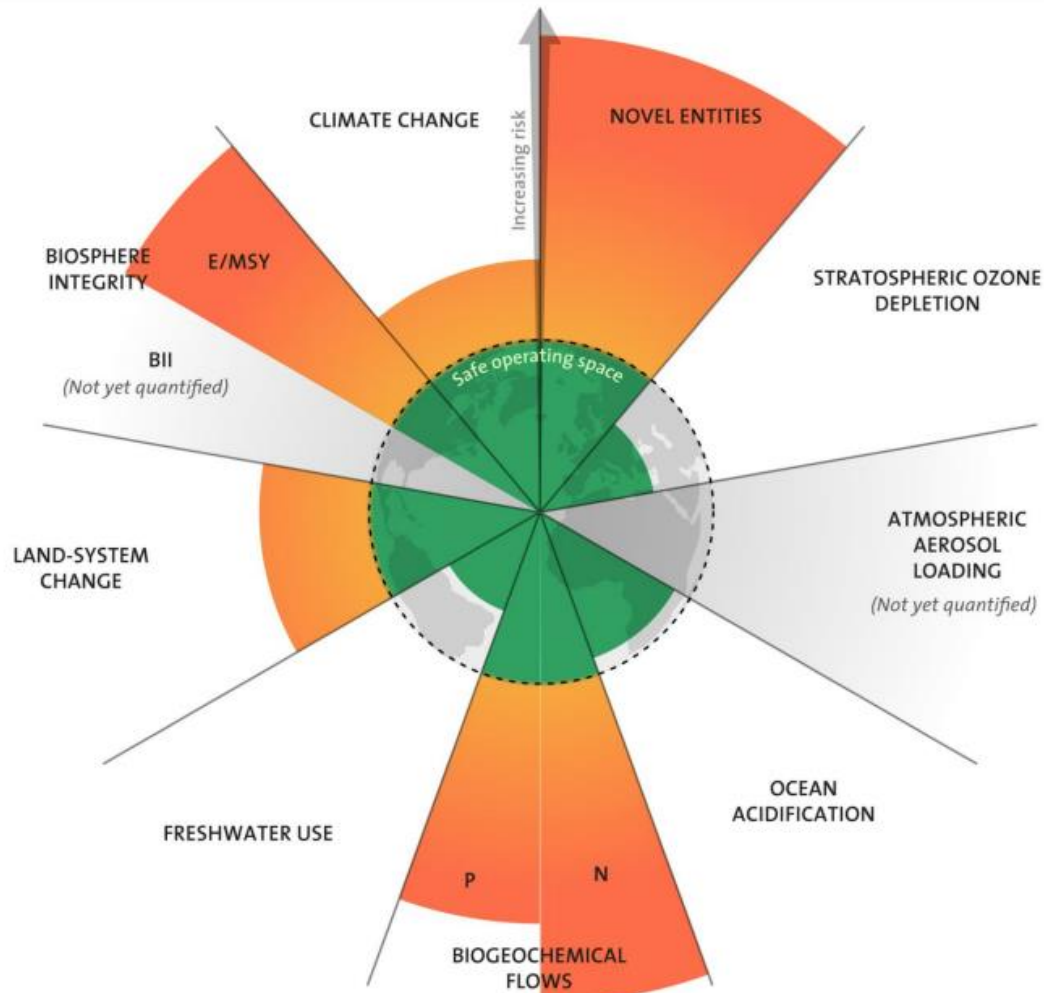 CLIMATE CHANGE
NOVEL ENTITIES
Increasing risk
STRATOSPHERIC OZONE
DEPLETION
BIOSPHERE
INTEGRITY
E/MSY
BII
(Not yet quantified)
Safe operating space
ATMOSPHERIC
AEROSOL
LOADING
(Not yet quantified)
LAND-SYSTEM
CHANGE
OCEAN
ACIDIFICATION
FRESHWATER USE
P
N
BIOGEOCHEMICAL
FLOWS